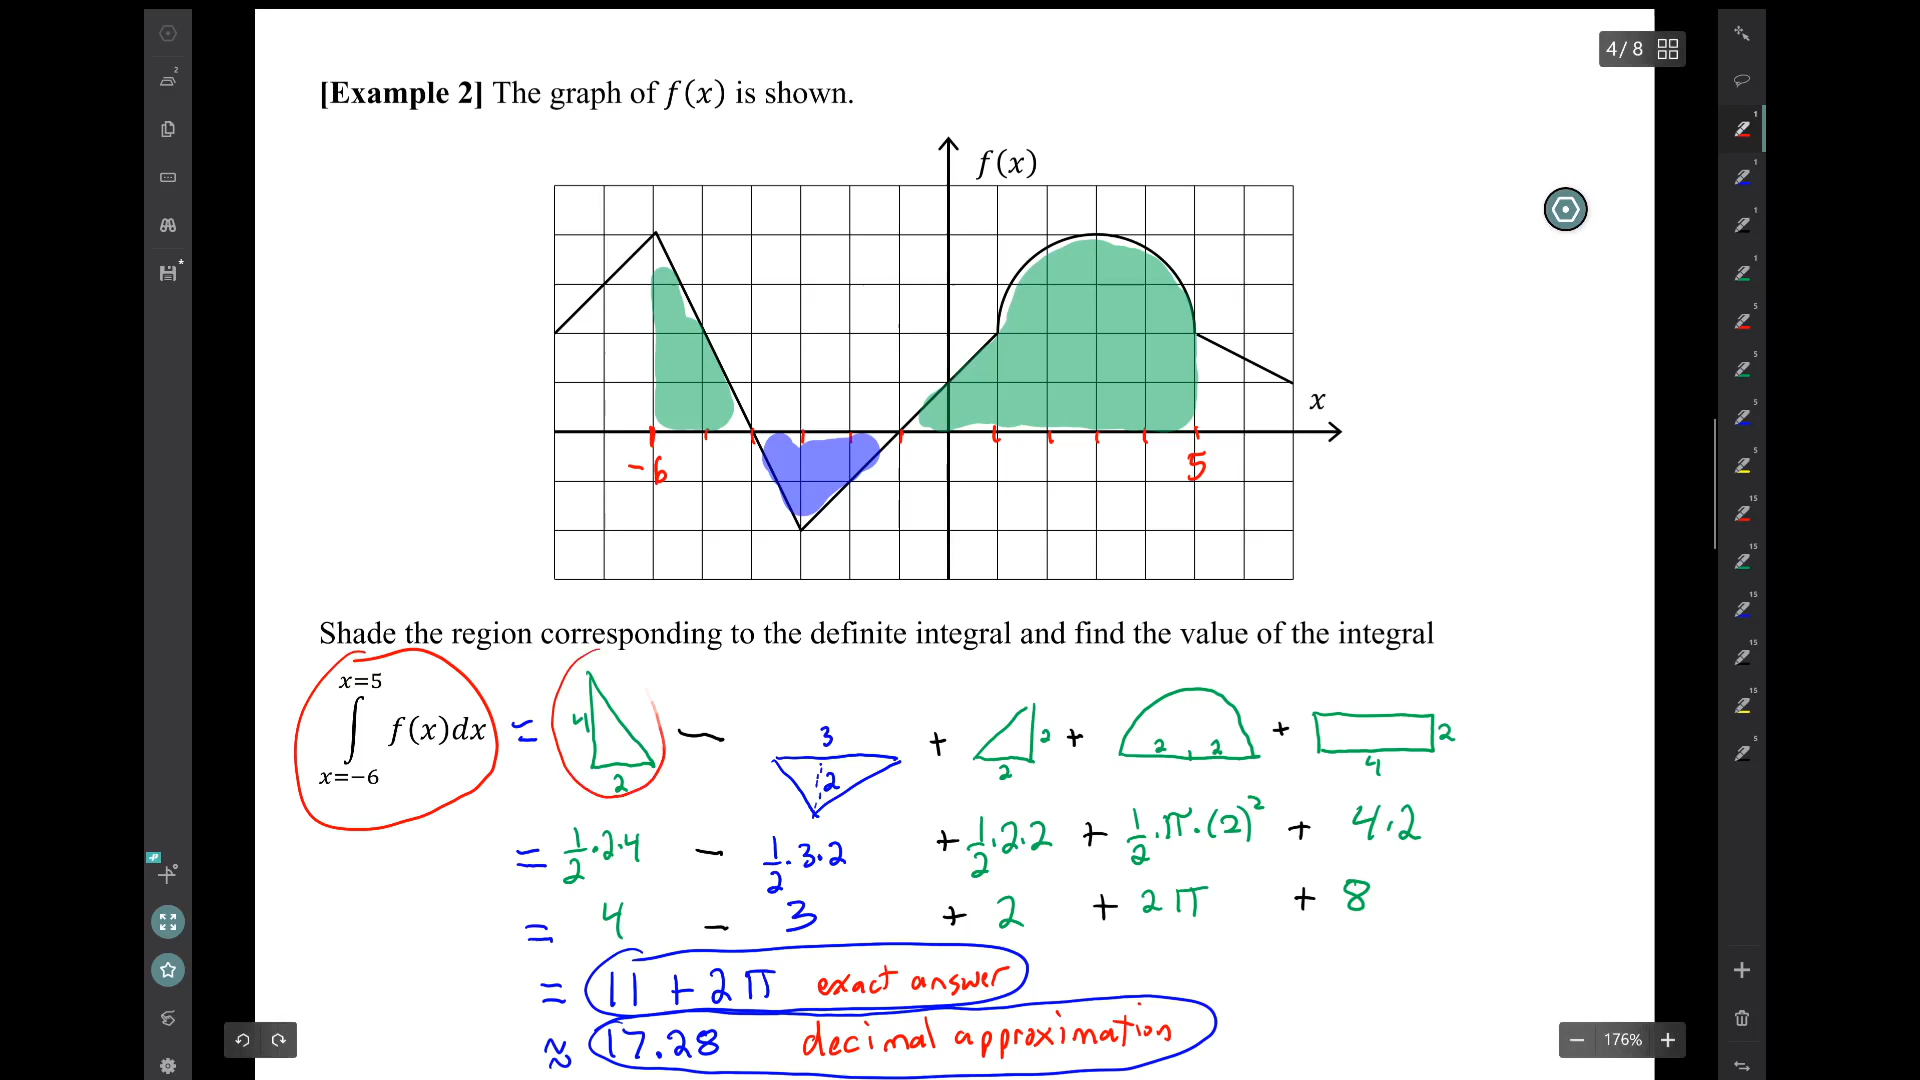 4 / 8
[Example 2] The graph of f(x) is shown.
f(x)
x
-6
5
Shade the region corresponding to the definite integral and find the value of the integral
x=5
∫ f(x)dx = 4 2 − 3 2 + 2 2 + 2 2 + 4 2
x=−6
= 1/2·2·4 − 1/2·3·2 + 1/2·2·2 + 1/2·π·(2)² + 4·2
= 4 − 3 + 2 + 2π + 8
= 11 + 2π exact answer
≈ 17.28 decimal approximation
176%